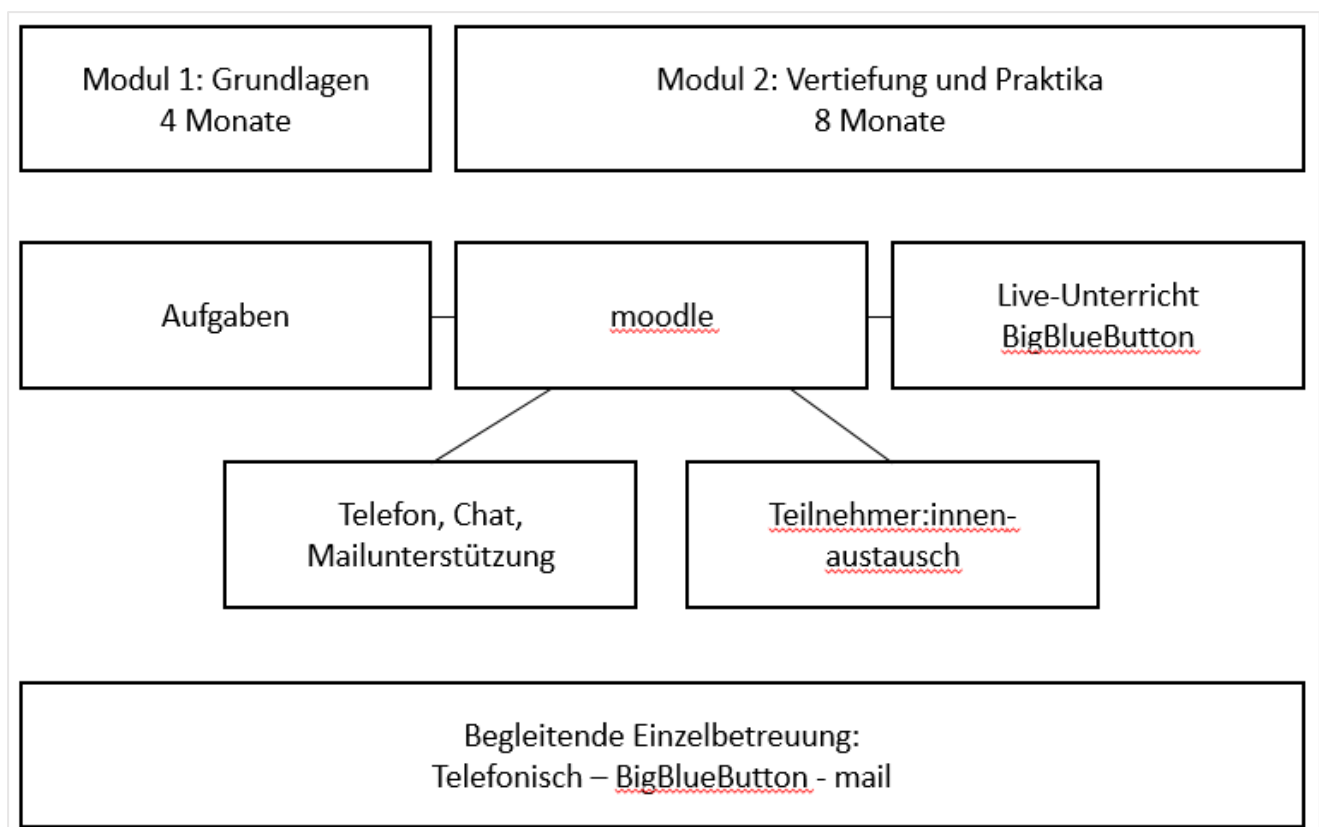 Modul 1: Grundlagen
4 Monate
Modul 2: Vertiefung und Praktika
8 Monate
Aufgaben
moodle
Live-Unterricht
BigBlueButton
Telefon, Chat,
Mailunterstützung
Teilnehmer:innen-
austausch
Begleitende Einzelbetreuung:
Telefonisch – BigBlueButton - mail